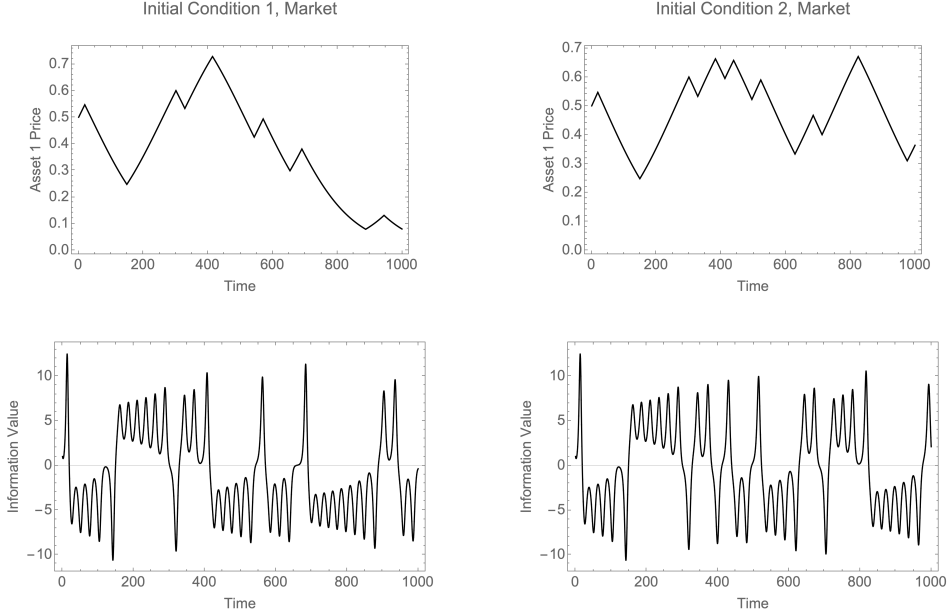 Initial Condition 1, Market
Initial Condition 2, Market
Asset 1 Price
0.7
0.6
0.5
0.4
0.3
0.2
0.1
0.0
0 200 400 600 800 1000
Time
Asset 1 Price
0.7
0.6
0.5
0.4
0.3
0.2
0.1
0.0
0 200 400 600 800 1000
Time
Information Value
10
5
0
−5
−10
0 200 400 600 800 1000
Time
Information Value
10
5
0
−5
−10
0 200 400 600 800 1000
Time